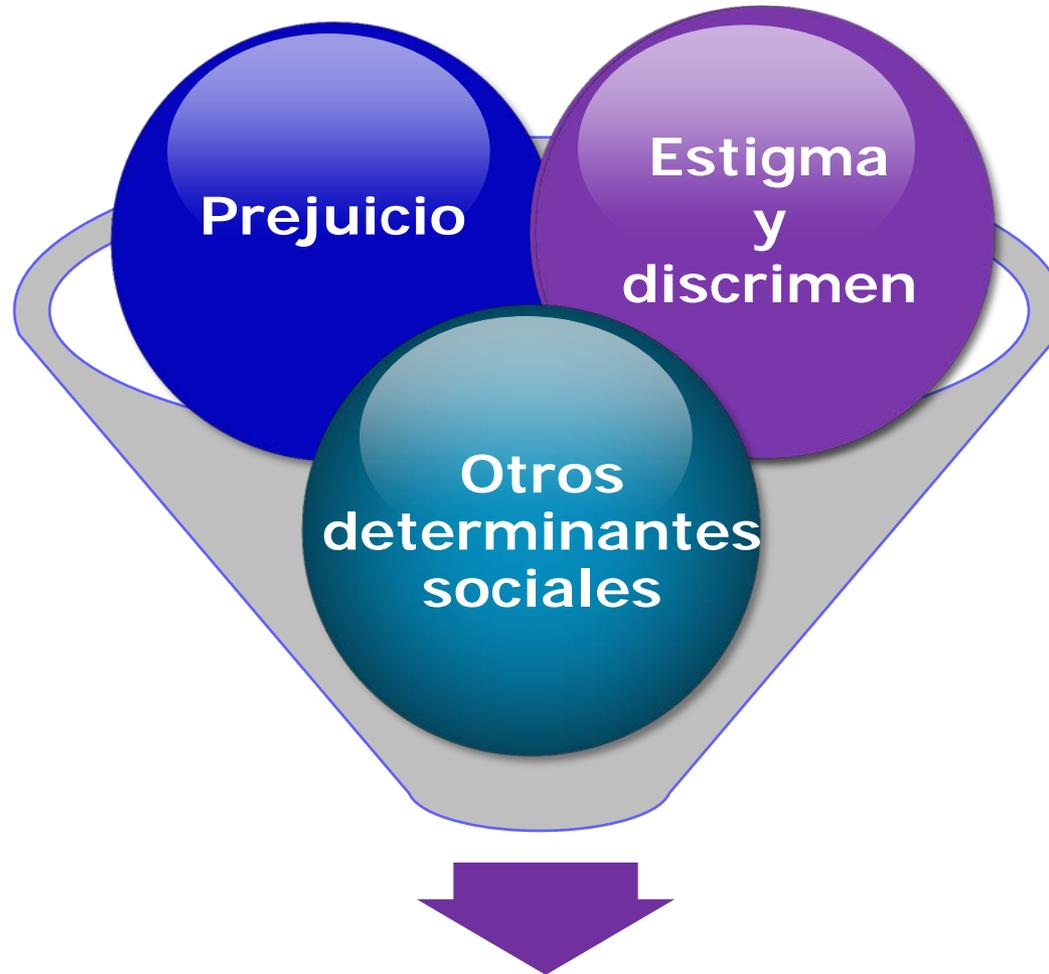 Prejuicio
Estigma
y
discrimen
Otros
determinantes
sociales